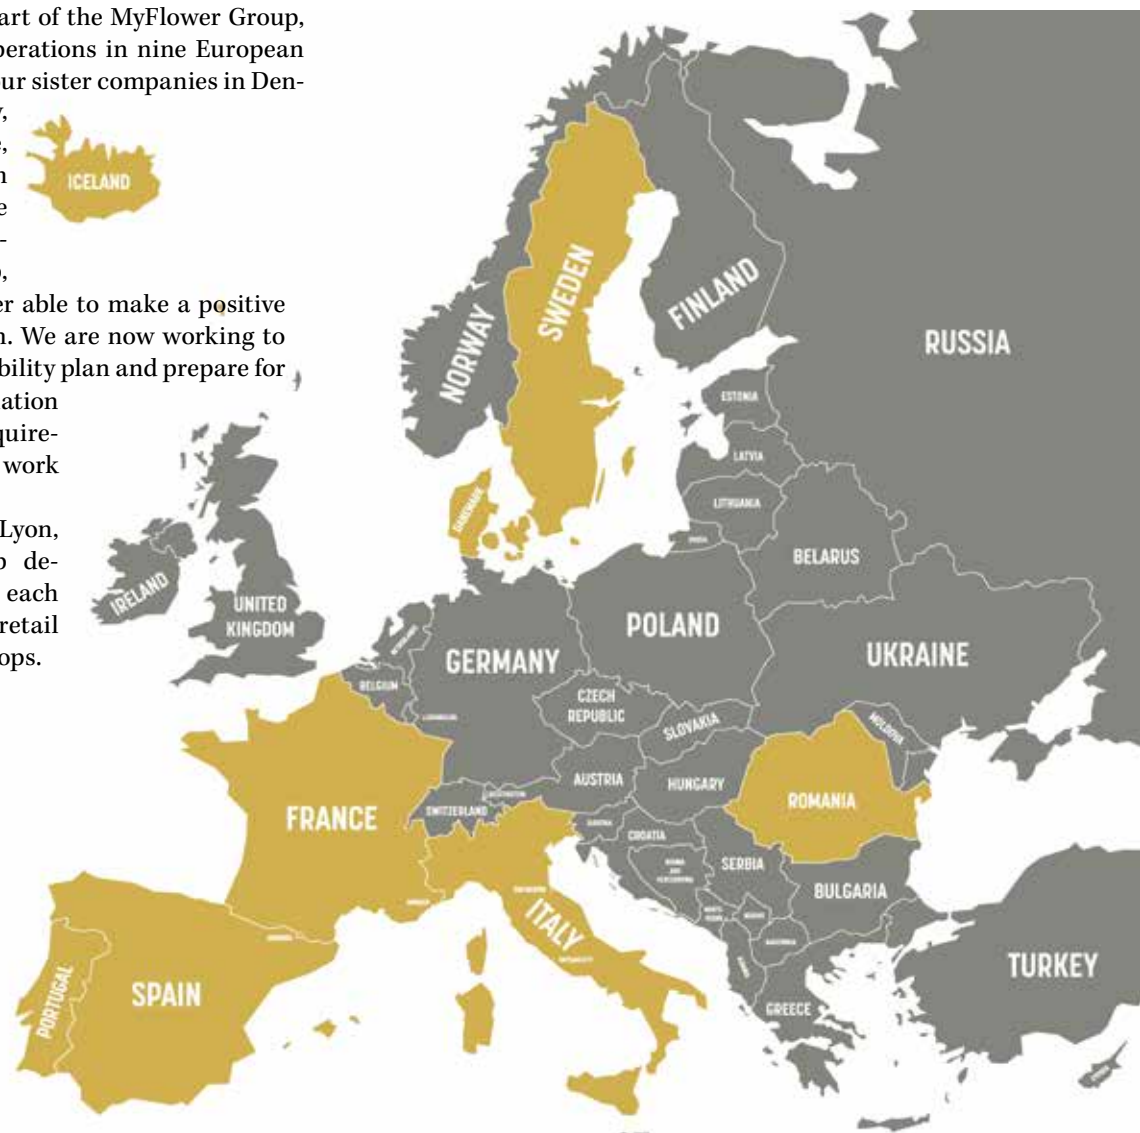 art of the MyFlower Group,
perations in nine European
our sister companies in Den-
e,
n
e
-
er able to make a positive
n. We are now working to
bility plan and prepare for
ation
quire-
work
Lyon,
p de-
each
retail
ops.
ICELAND
NORWAY
SWEDEN
FINLAND
RUSSIA
ESTONIA
LATVIA
LITHUANIA
BELARUS
IRELAND
UNITED
KINGDOM
POLAND
GERMANY
UKRAINE
BELGIUM
CZECH
REPUBLIC
SLOVAKIA
MOLDOVA
AUSTRIA
HUNGARY
ROMANIA
FRANCE
SWITZERLAND
CROATIA
SERBIA
BULGARIA
ITALY
PORTUGAL
SPAIN
GREECE
TURKEY